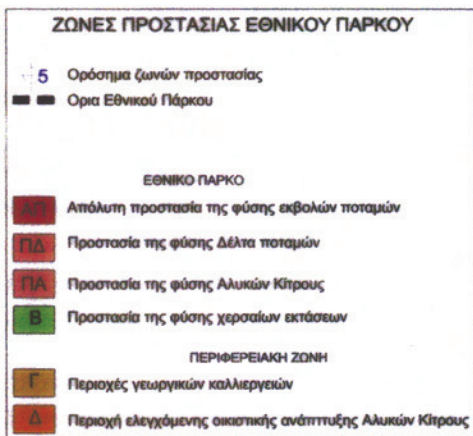 ΖΩΝΕΣ ΠΡΟΣΤΑΣΙΑΣ ΕΘΝΙΚΟΥ ΠΑΡΚΟΥ
5 Ορόσημα ζωνών προστασίας
Ορια Εθνικού Πάρκου
ΕΘΝΙΚΟ ΠΑΡΚΟ
ΑΠ Απόλυτη προστασία της φύσης εκβολών ποταμών
ΠΔ Προστασία της φύσης Δέλτα ποταμών
ΠΑ Προστασία της φύσης Αλυκών Κίτρους
Β Προστασία της φύσης χερσαίων εκτάσεων
ΠΕΡΙΦΕΡΕΙΑΚΗ ΖΩΝΗ
Γ Περιοχές γεωργικών καλλιεργειών
Δ Περιοχή ελεγχόμενης οικιστικής ανάπτυξης Αλυκών Κίτρους